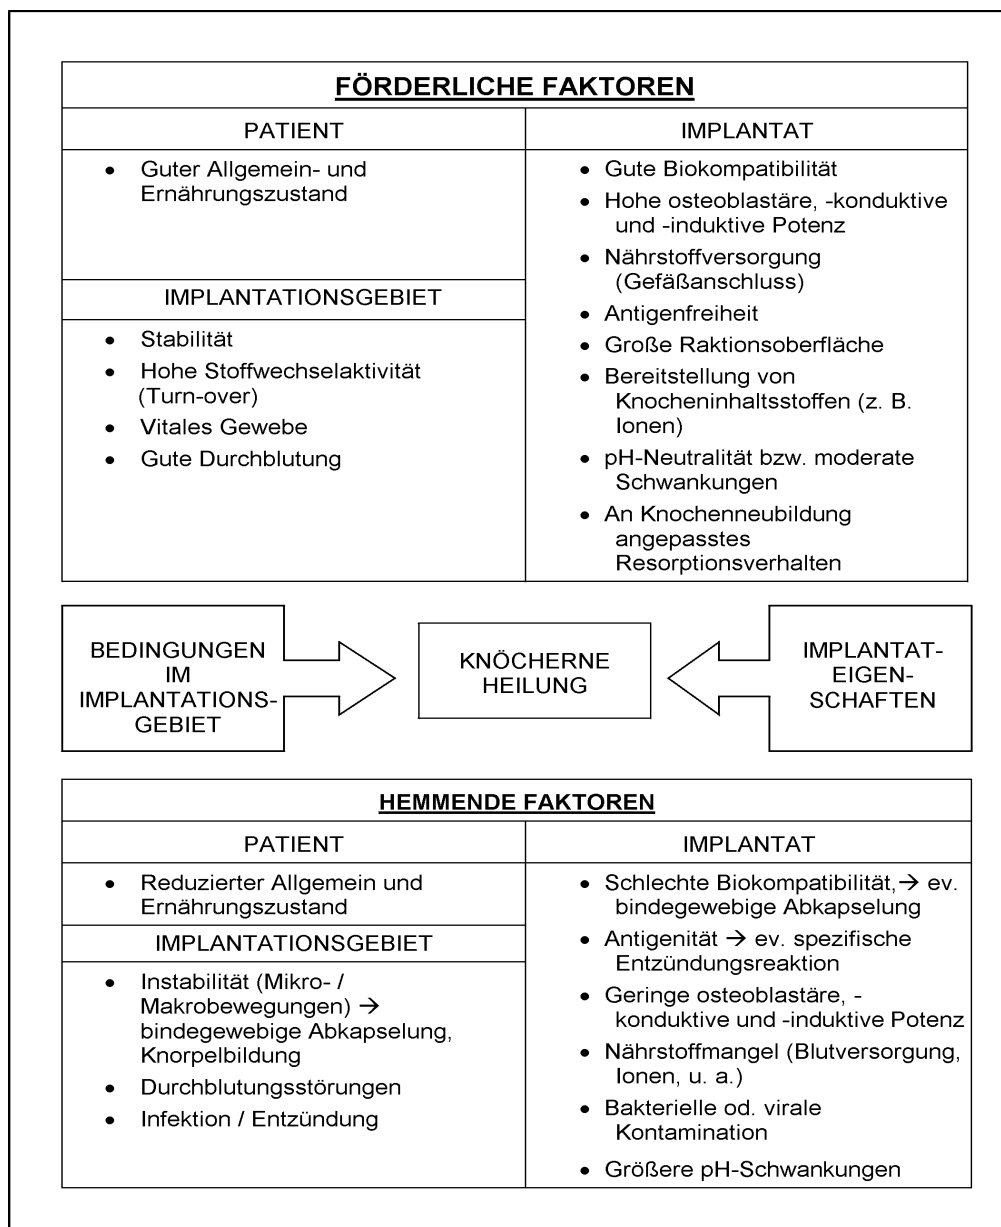 FÖRDERLICHE FAKTOREN
PATIENT
• Guter Allgemein- und
Ernährungszustand
IMPLANTATIONSGEBIET
• Stabilität
• Hohe Stoffwechselaktivität
(Turn-over)
• Vitales Gewebe
• Gute Durchblutung
IMPLANTAT
• Gute Biokompatibilität
• Hohe osteoblastäre, -konduktive
und -induktive Potenz
• Nährstoffversorgung
(Gefäßanschluss)
• Antigenfreiheit
• Große Raktionsoberfläche
• Bereitstellung von
Knocheninhaltsstoffen (z. B.
Ionen)
• pH-Neutralität bzw. moderate
Schwankungen
• An Knochenneubildung
angepasstes
Resorptionsverhalten
BEDINGUNGEN
IM
IMPLANTATIONS-
GEBIET
KNÖCHERNE
HEILUNG
IMPLANTAT-
EIGEN-
SCHAFTEN
HEMMENDE FAKTOREN
PATIENT
• Reduzierter Allgemein und
Ernährungszustand
IMPLANTATIONSGEBIET
• Instabilität (Mikro- /
Makrobewegungen) →
bindegewebige Abkapselung,
Knorpelbildung
• Durchblutungsstörungen
• Infektion / Entzündung
IMPLANTAT
• Schlechte Biokompatibilität,→ ev.
bindegewebige Abkapselung
• Antigenität → ev. spezifische
Entzündungsreaktion
• Geringe osteoblastäre, -
konduktive und -induktive Potenz
• Nährstoffmangel (Blutversorgung,
Ionen, u. a.)
• Bakterielle od. virale
Kontamination
• Größere pH-Schwankungen